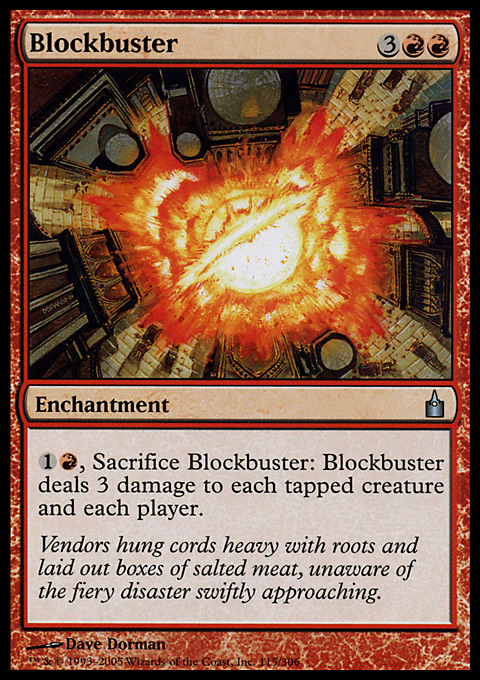 Blockbuster 3
Enchantment
1, Sacrifice Blockbuster: Blockbuster
deals 3 damage to each tapped creature
and each player.
Vendors hung cords heavy with roots and
laid out boxes of salted meat, unaware of
the fiery disaster swiftly approaching.
Dave Dorman
™ & © 1993–2005 Wizards of the Coast, Inc. 115/306